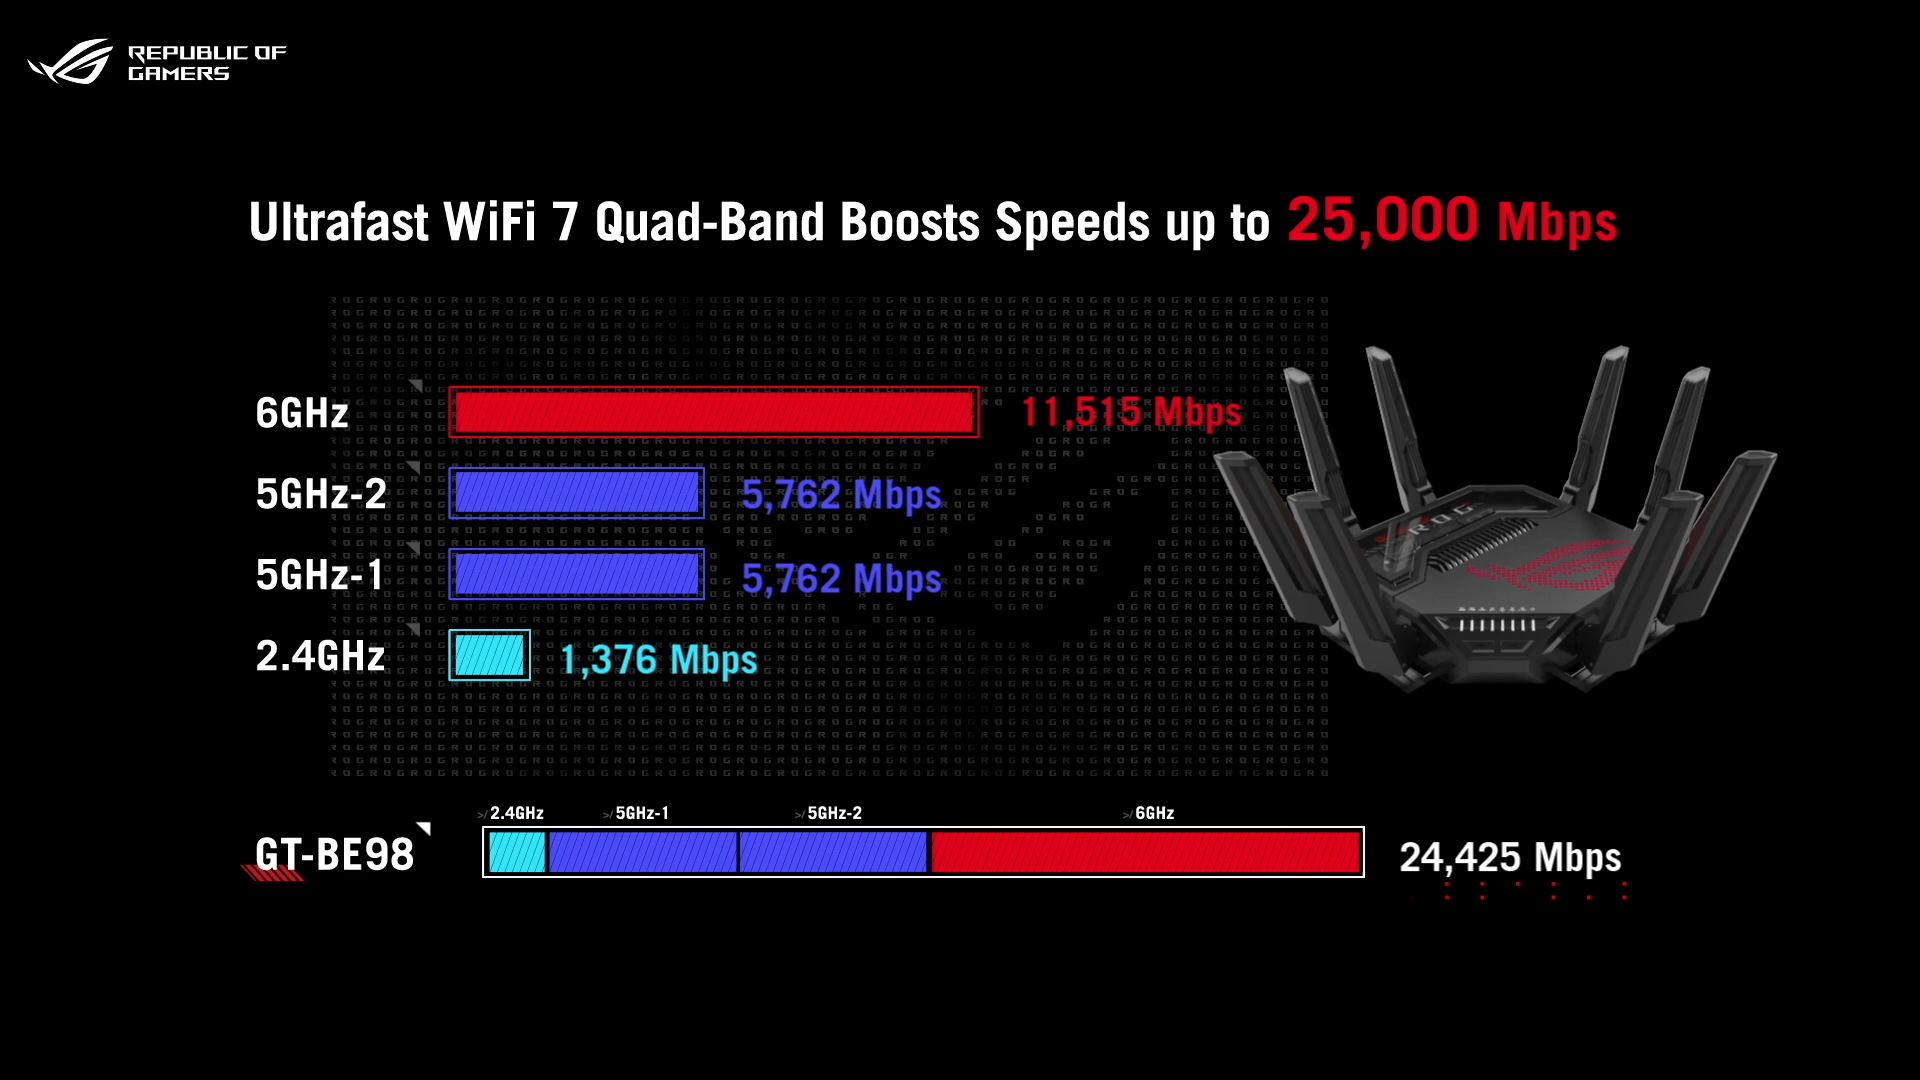 REPUBLIC OF
GAMERS
Ultrafast WiFi 7 Quad-Band Boosts Speeds up to 25,000 Mbps
6GHz 11,515 Mbps
5GHz-2 5,762 Mbps
5GHz-1 5,762 Mbps
2.4GHz 1,376 Mbps
ROG
2.4GHz 5GHz-1 5GHz-2 6GHz
GT-BE98 24,425 Mbps